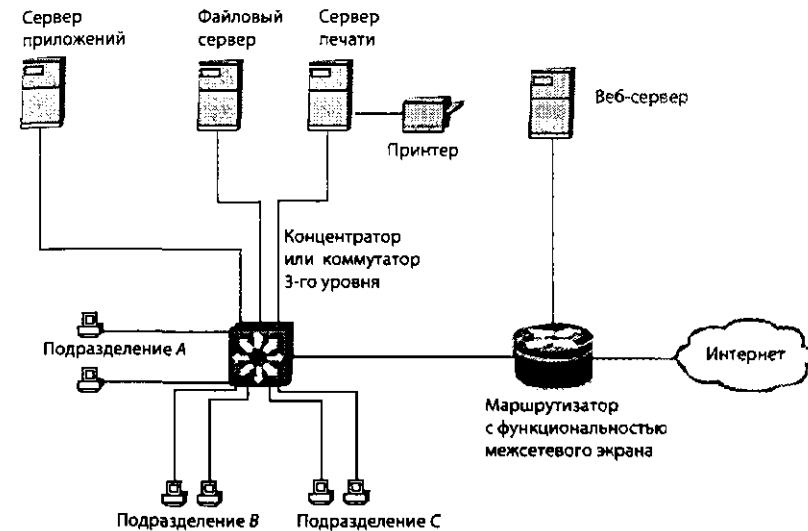 Сервер
приложений
Файловый
сервер
Сервер
печати
Принтер
Веб-сервер
Концентратор
или коммутатор
3-го уровня
Подразделение A
Интернет
Маршрутизатор
с функциональностью
межсетевого экрана
Подразделение B
Подразделение C